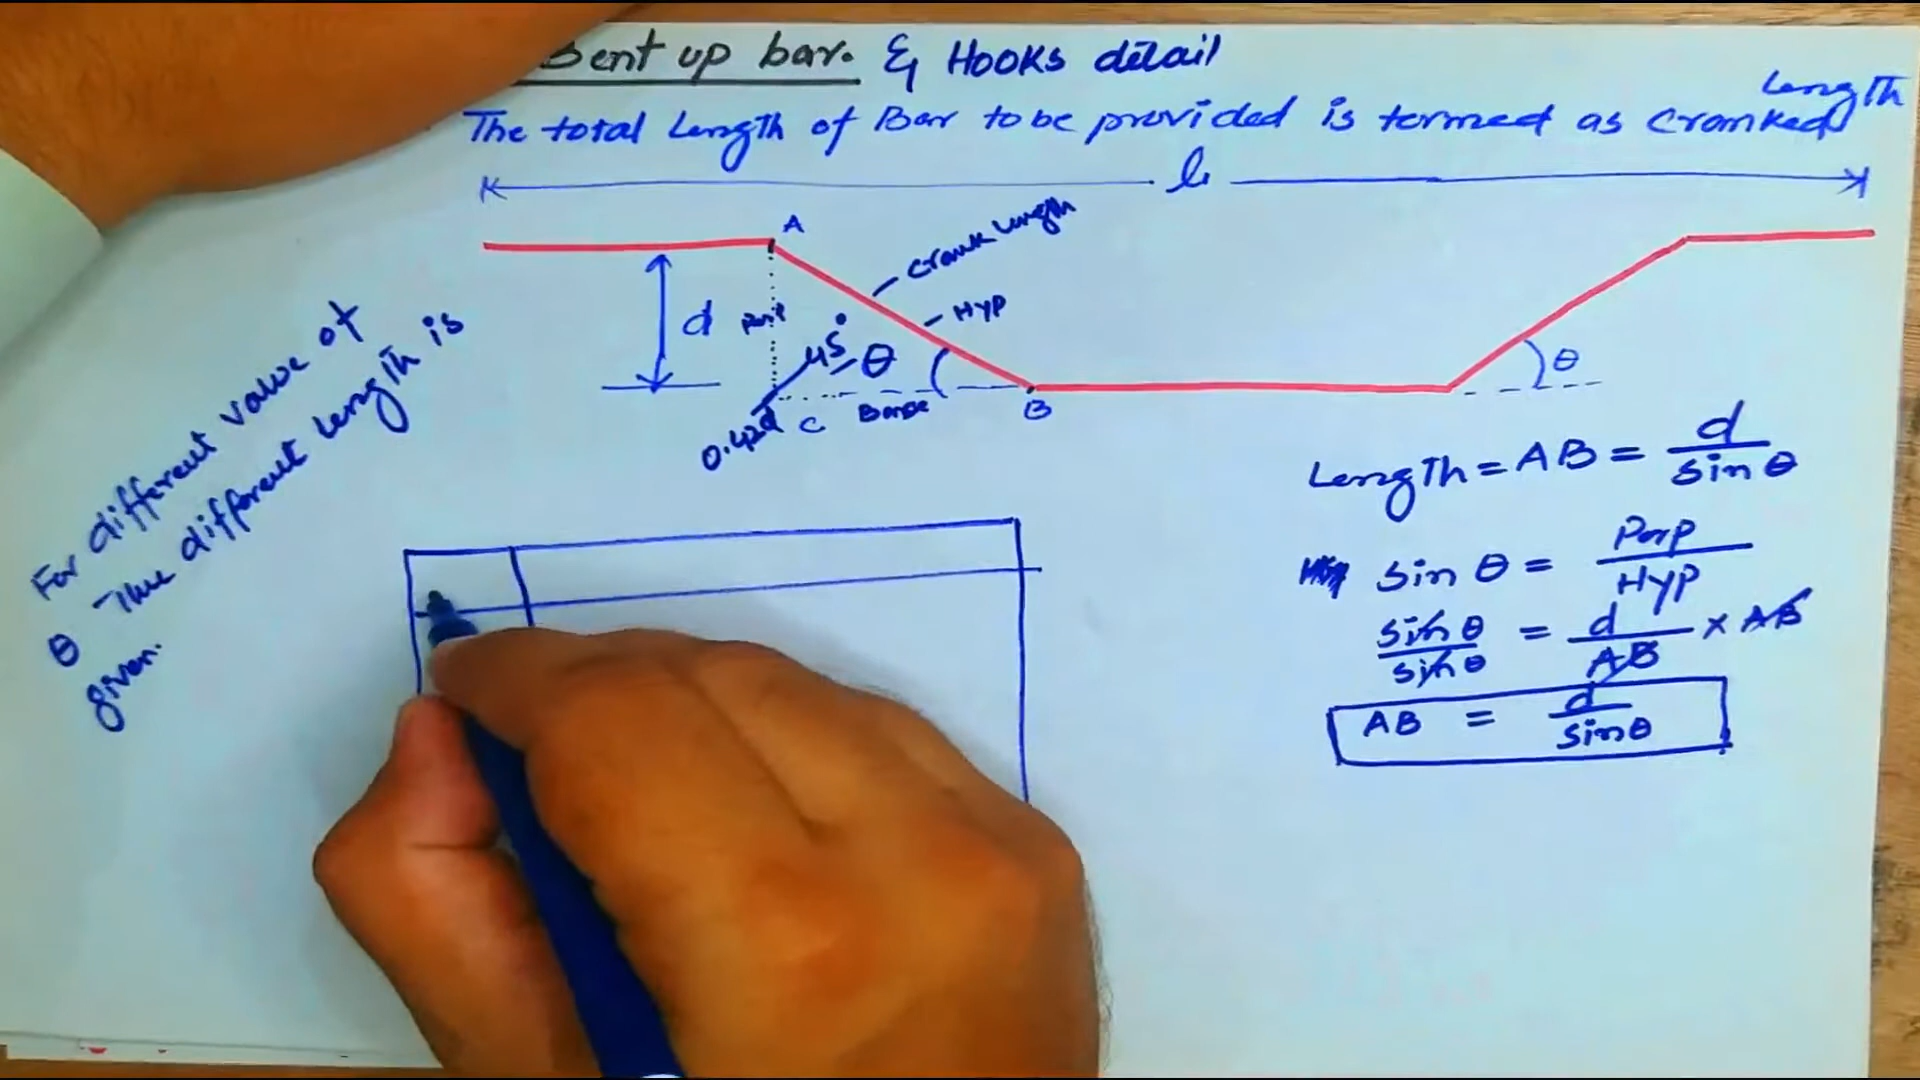 Bent up bar. & Hooks detail
Length
The total Length of Bar to be provided is termed as Cranked
l
A
Crank Length
Hyp
d
45°
θ
θ
0.42d
C
Base
B
For different value of
θ The different Length is
given.
Length = AB = d / sin θ
sin θ = Perp / Hyp
sin θ / sin θ = d / AB × AB
AB = d / sin θ